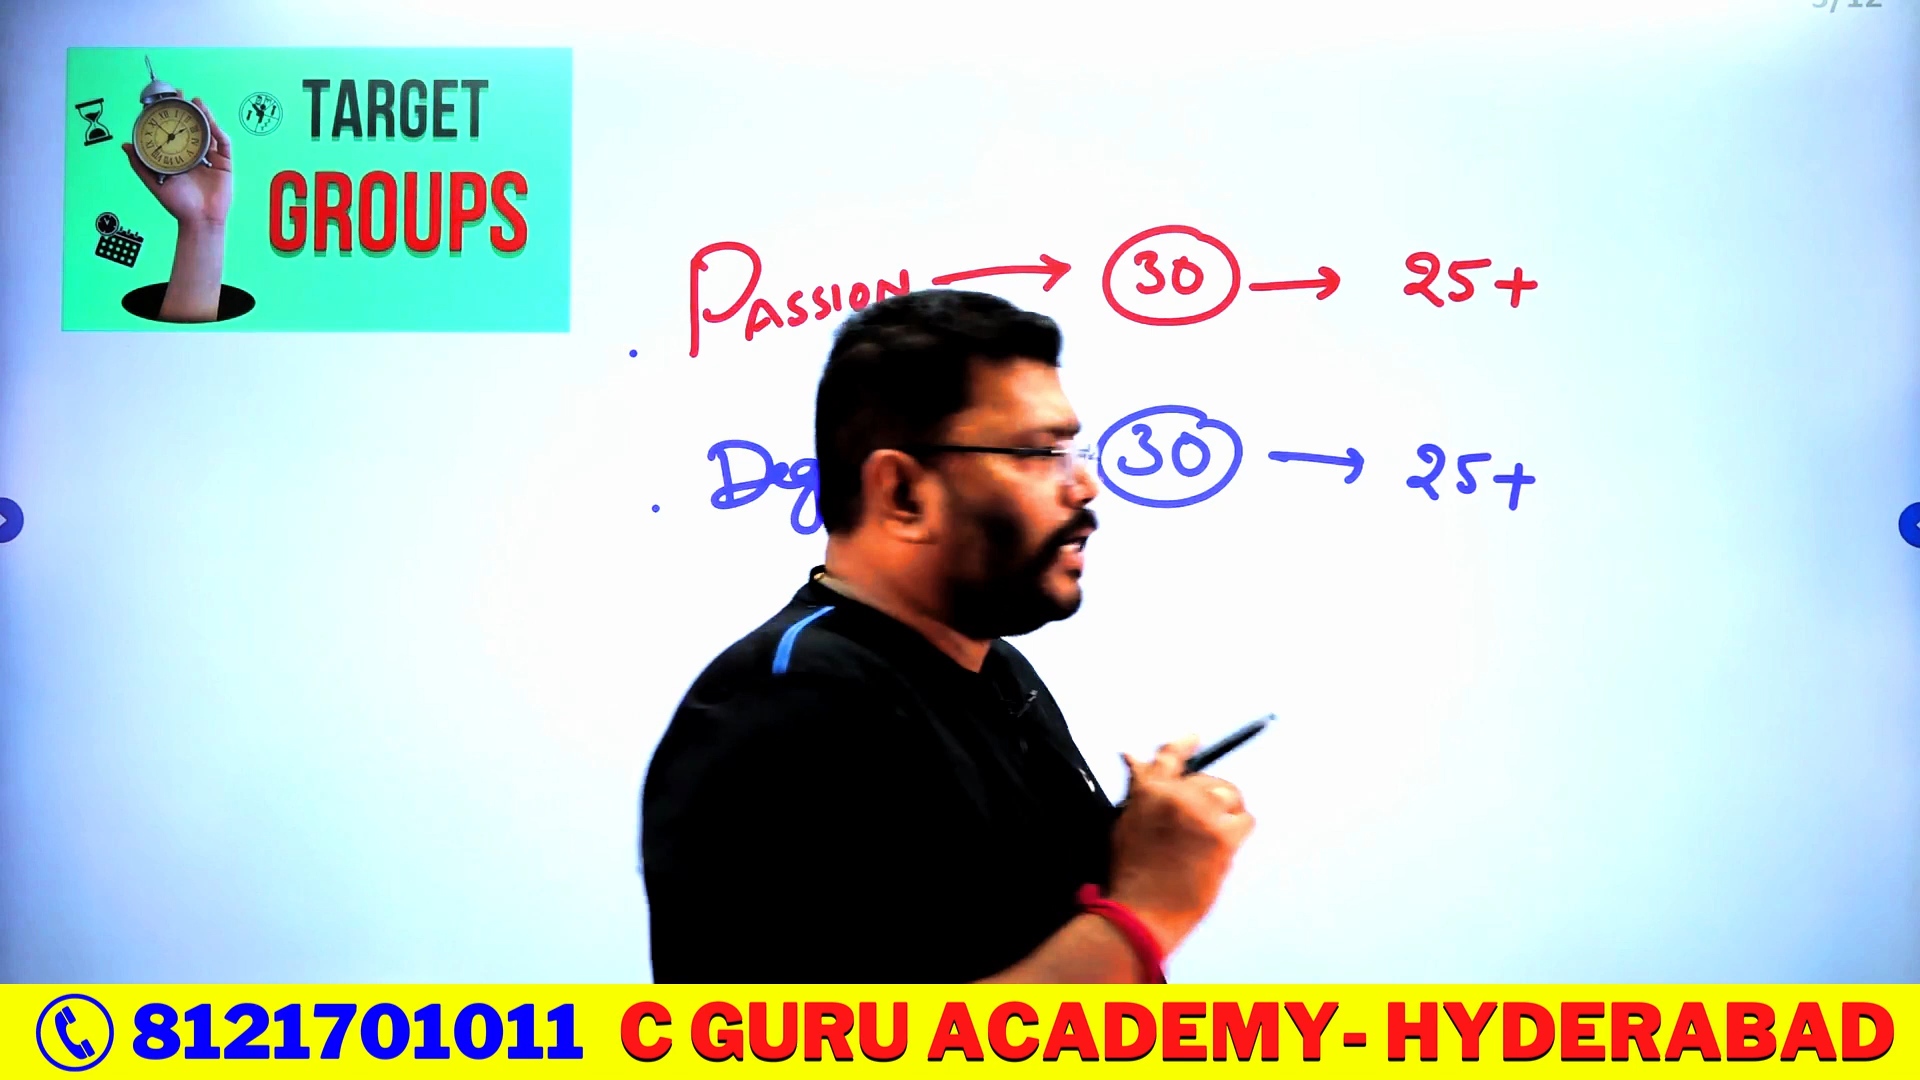 TARGET
GROUPS
PASSION → 30 → 25+
30 → 25+
8121701011 C GURU ACADEMY- HYDERABAD